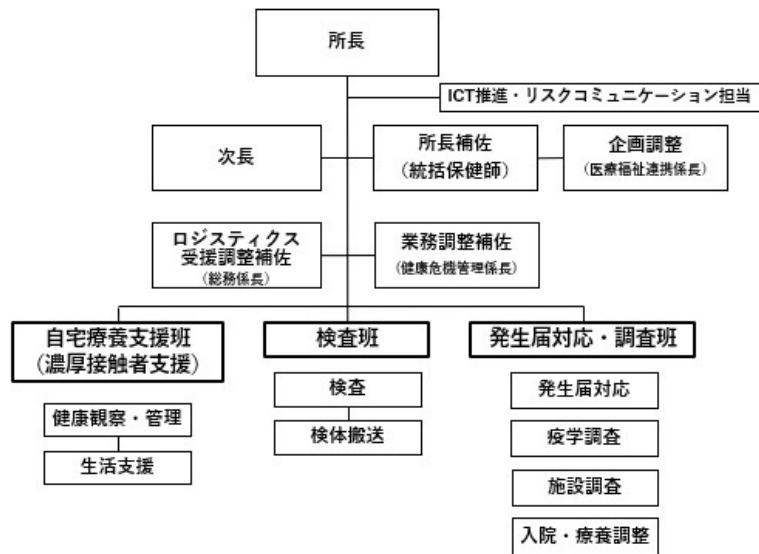 所長
ICT推進・リスクコミュニケーション担当
次長
所長補佐
(統括保健師)
企画調整
(医療福祉連携係長)
ロジスティクス
受援調整補佐
(総務係長)
業務調整補佐
(健康危機管理係長)
自宅療養支援班
(濃厚接触者支援)
検査班
発生届対応・調査班
健康観察・管理
生活支援
検査
検体搬送
発生届対応
疫学調査
施設調査
入院・療養調整